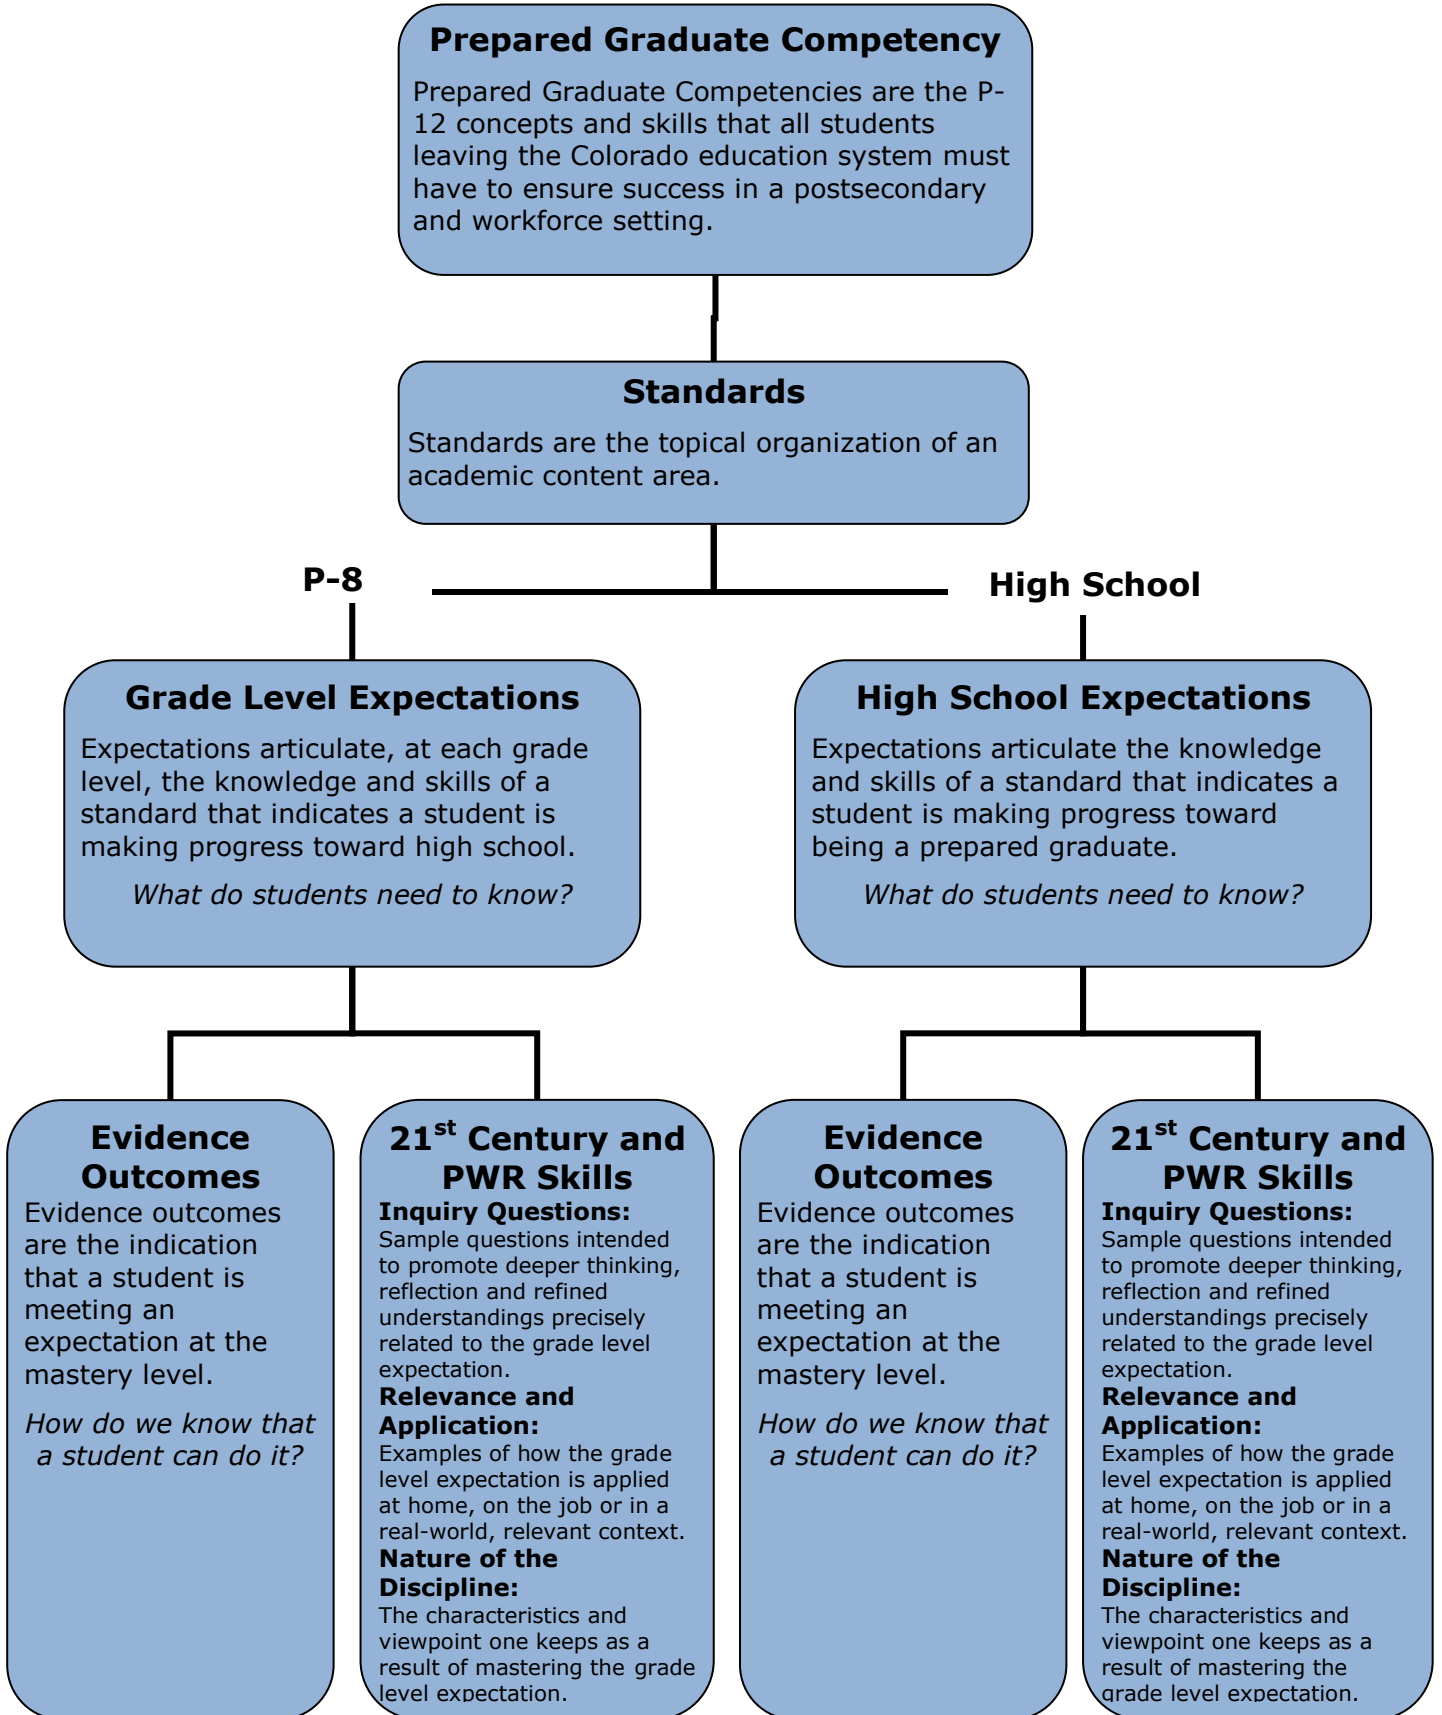 Prepared Graduate Competency
Prepared Graduate Competencies are the P-
12 concepts and skills that all students
leaving the Colorado education system must
have to ensure success in a postsecondary
and workforce setting.
Standards
Standards are the topical organization of an
academic content area.
P-8
High School
Grade Level Expectations
Expectations articulate, at each grade
level, the knowledge and skills of a
standard that indicates a student is
making progress toward high school.
What do students need to know?
High School Expectations
Expectations articulate the knowledge
and skills of a standard that indicates a
student is making progress toward
being a prepared graduate.
What do students need to know?
Evidence
Outcomes
Evidence outcomes
are the indication
that a student is
meeting an
expectation at the
mastery level.
How do we know that
a student can do it?
21st Century and
PWR Skills
Inquiry Questions:
Sample questions intended
to promote deeper thinking,
reflection and refined
understandings precisely
related to the grade level
expectation.
Relevance and
Application:
Examples of how the grade
level expectation is applied
at home, on the job or in a
real-world, relevant context.
Nature of the
Discipline:
The characteristics and
viewpoint one keeps as a
result of mastering the grade
level expectation.
Evidence
Outcomes
Evidence outcomes
are the indication
that a student is
meeting an
expectation at the
mastery level.
How do we know that
a student can do it?
21st Century and
PWR Skills
Inquiry Questions:
Sample questions intended
to promote deeper thinking,
reflection and refined
understandings precisely
related to the grade level
expectation.
Relevance and
Application:
Examples of how the grade
level expectation is applied
at home, on the job or in a
real-world, relevant context.
Nature of the
Discipline:
The characteristics and
viewpoint one keeps as a
result of mastering the
grade level expectation.